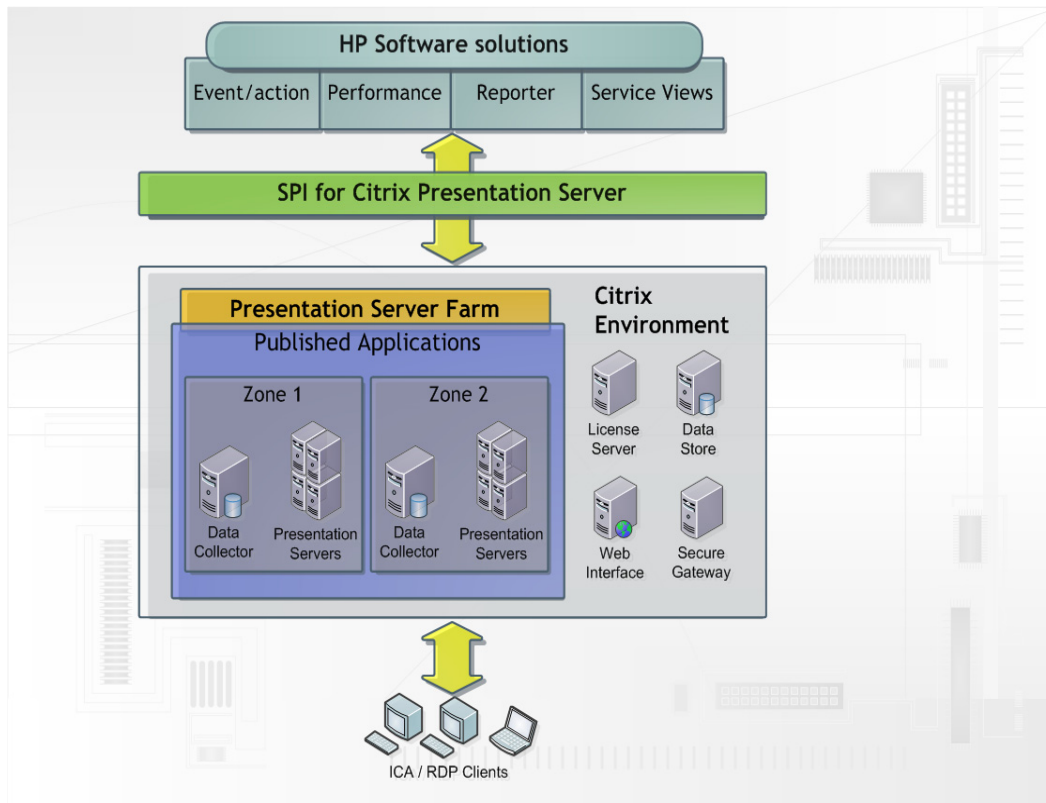 HP Software solutions
Event/action
Performance
Reporter
Service Views
SPI for Citrix Presentation Server
Citrix
Environment
Presentation Server Farm
Published Applications
Zone 1
Data
Collector
Presentation
Servers
Zone 2
Data
Collector
Presentation
Servers
License
Server
Data
Store
Web
Interface
Secure
Gateway
ICA / RDP Clients